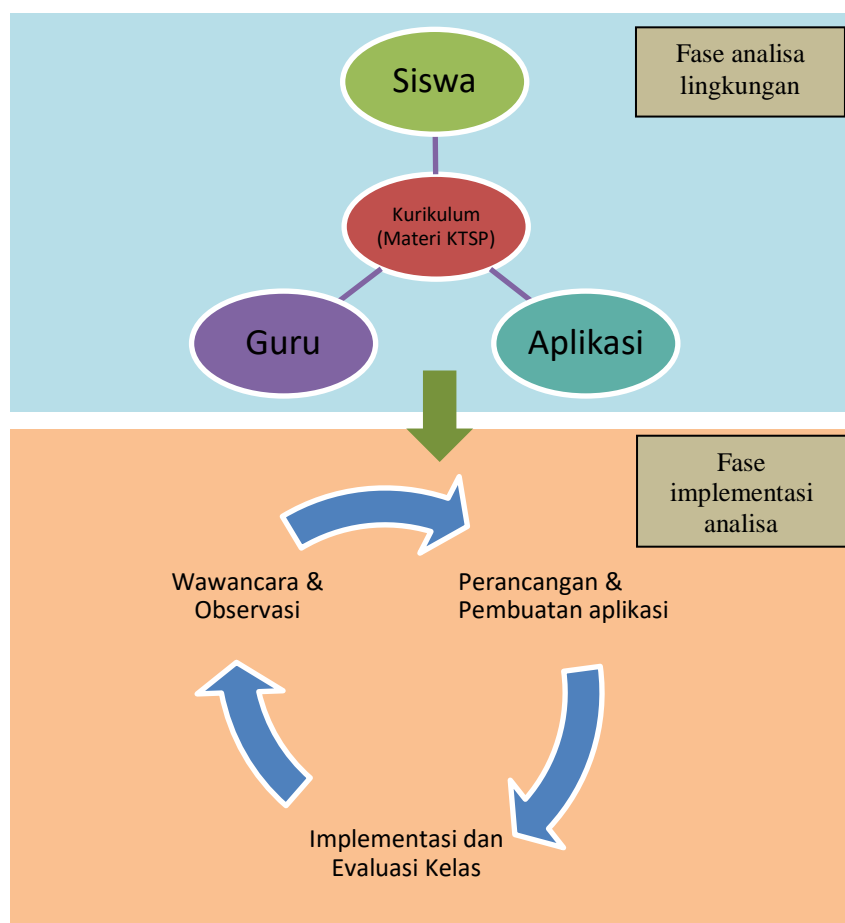 Siswa
Fase analisa
lingkungan
Kurikulum
(Materi KTSP)
Guru
Aplikasi
Fase
implementasi
analisa
Wawancara &
Observasi
Perancangan &
Pembuatan aplikasi
Implementasi dan
Evaluasi Kelas